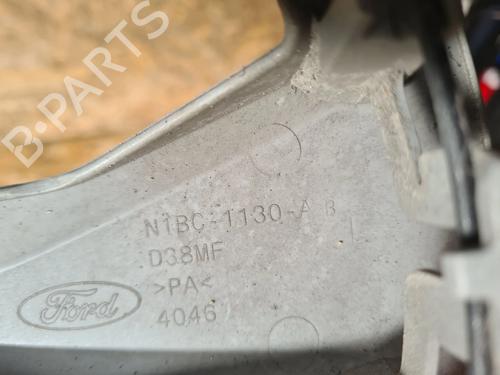 B-PARTS
N1BC-1130-A B
D38MF
Ford
>PA<
4046